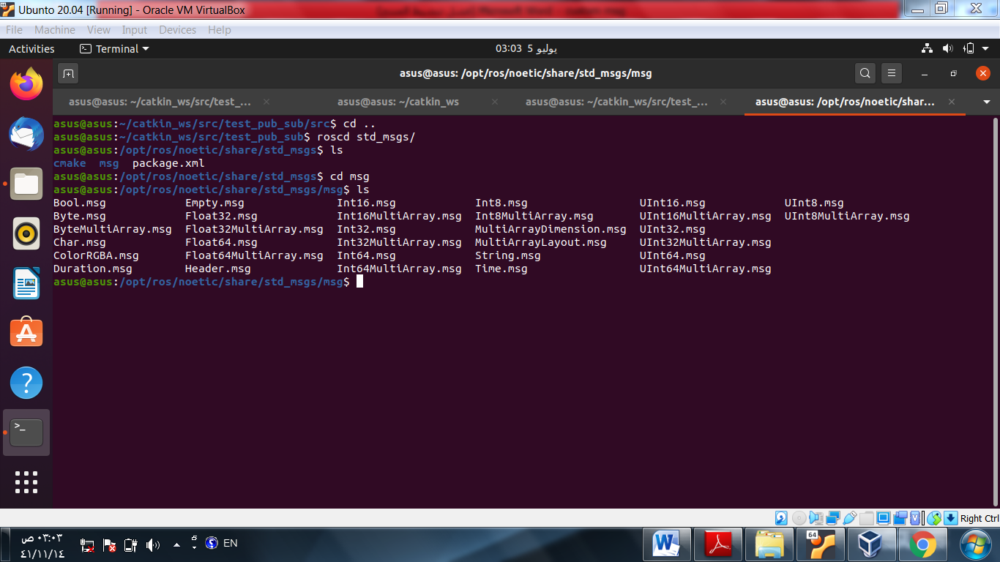 Ubunto 20.04 [Running] - Oracle VM VirtualBox
File Machine View Input Devices Help
Activities Terminal 03:03 5 يوليو
asus@asus: /opt/ros/noetic/share/std_msgs/msg
asus@asus: ~/catkin_ws/src/test_... asus@asus: ~/catkin_ws asus@asus: ~/catkin_ws/src/test_... asus@asus: /opt/ros/noetic/shar...
asus@asus:~/catkin_ws/src/test_pub_sub/src$ cd ..
asus@asus:~/catkin_ws/src/test_pub_sub$ roscd std_msgs/
asus@asus:/opt/ros/noetic/share/std_msgs$ ls
cmake msg package.xml
asus@asus:/opt/ros/noetic/share/std_msgs$ cd msg
asus@asus:/opt/ros/noetic/share/std_msgs/msg$ ls
Bool.msg Empty.msg Int16.msg Int8.msg UInt16.msg UInt8.msg
Byte.msg Float32.msg Int16MultiArray.msg Int8MultiArray.msg UInt16MultiArray.msg UInt8MultiArray.msg
ByteMultiArray.msg Float32MultiArray.msg Int32.msg MultiArrayDimension.msg UInt32.msg
Char.msg Float64.msg Int32MultiArray.msg MultiArrayLayout.msg UInt32MultiArray.msg
ColorRGBA.msg Float64MultiArray.msg Int64.msg String.msg UInt64.msg
Duration.msg Header.msg Int64MultiArray.msg Time.msg UInt64MultiArray.msg
asus@asus:/opt/ros/noetic/share/std_msgs/msg$
Right Ctrl
٠٣:٠٣ ص
٤١/١١/١٤
EN
64